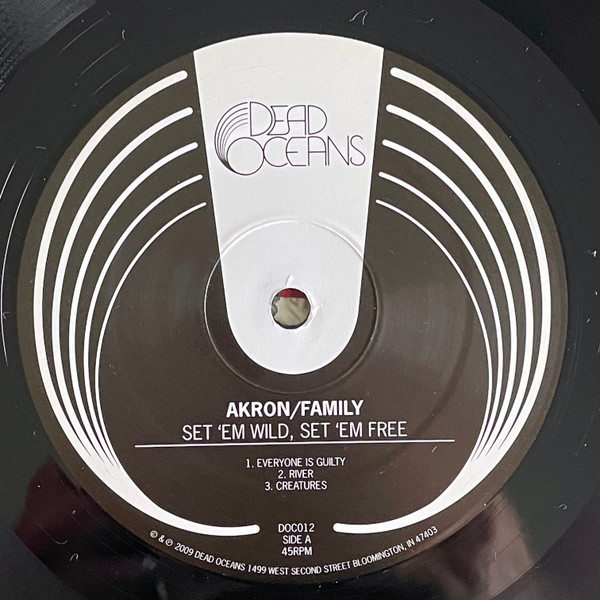 DEAD
OCEANS
AKRON/FAMILY
SET ‘EM WILD, SET ‘EM FREE
1. EVERYONE IS GUILTY
2. RIVER
3. CREATURES
DOC012
SIDE A
45RPM
© & ℗ 2009 DEAD OCEANS 1499 WEST SECOND STREET BLOOMINGTON, IN 47403